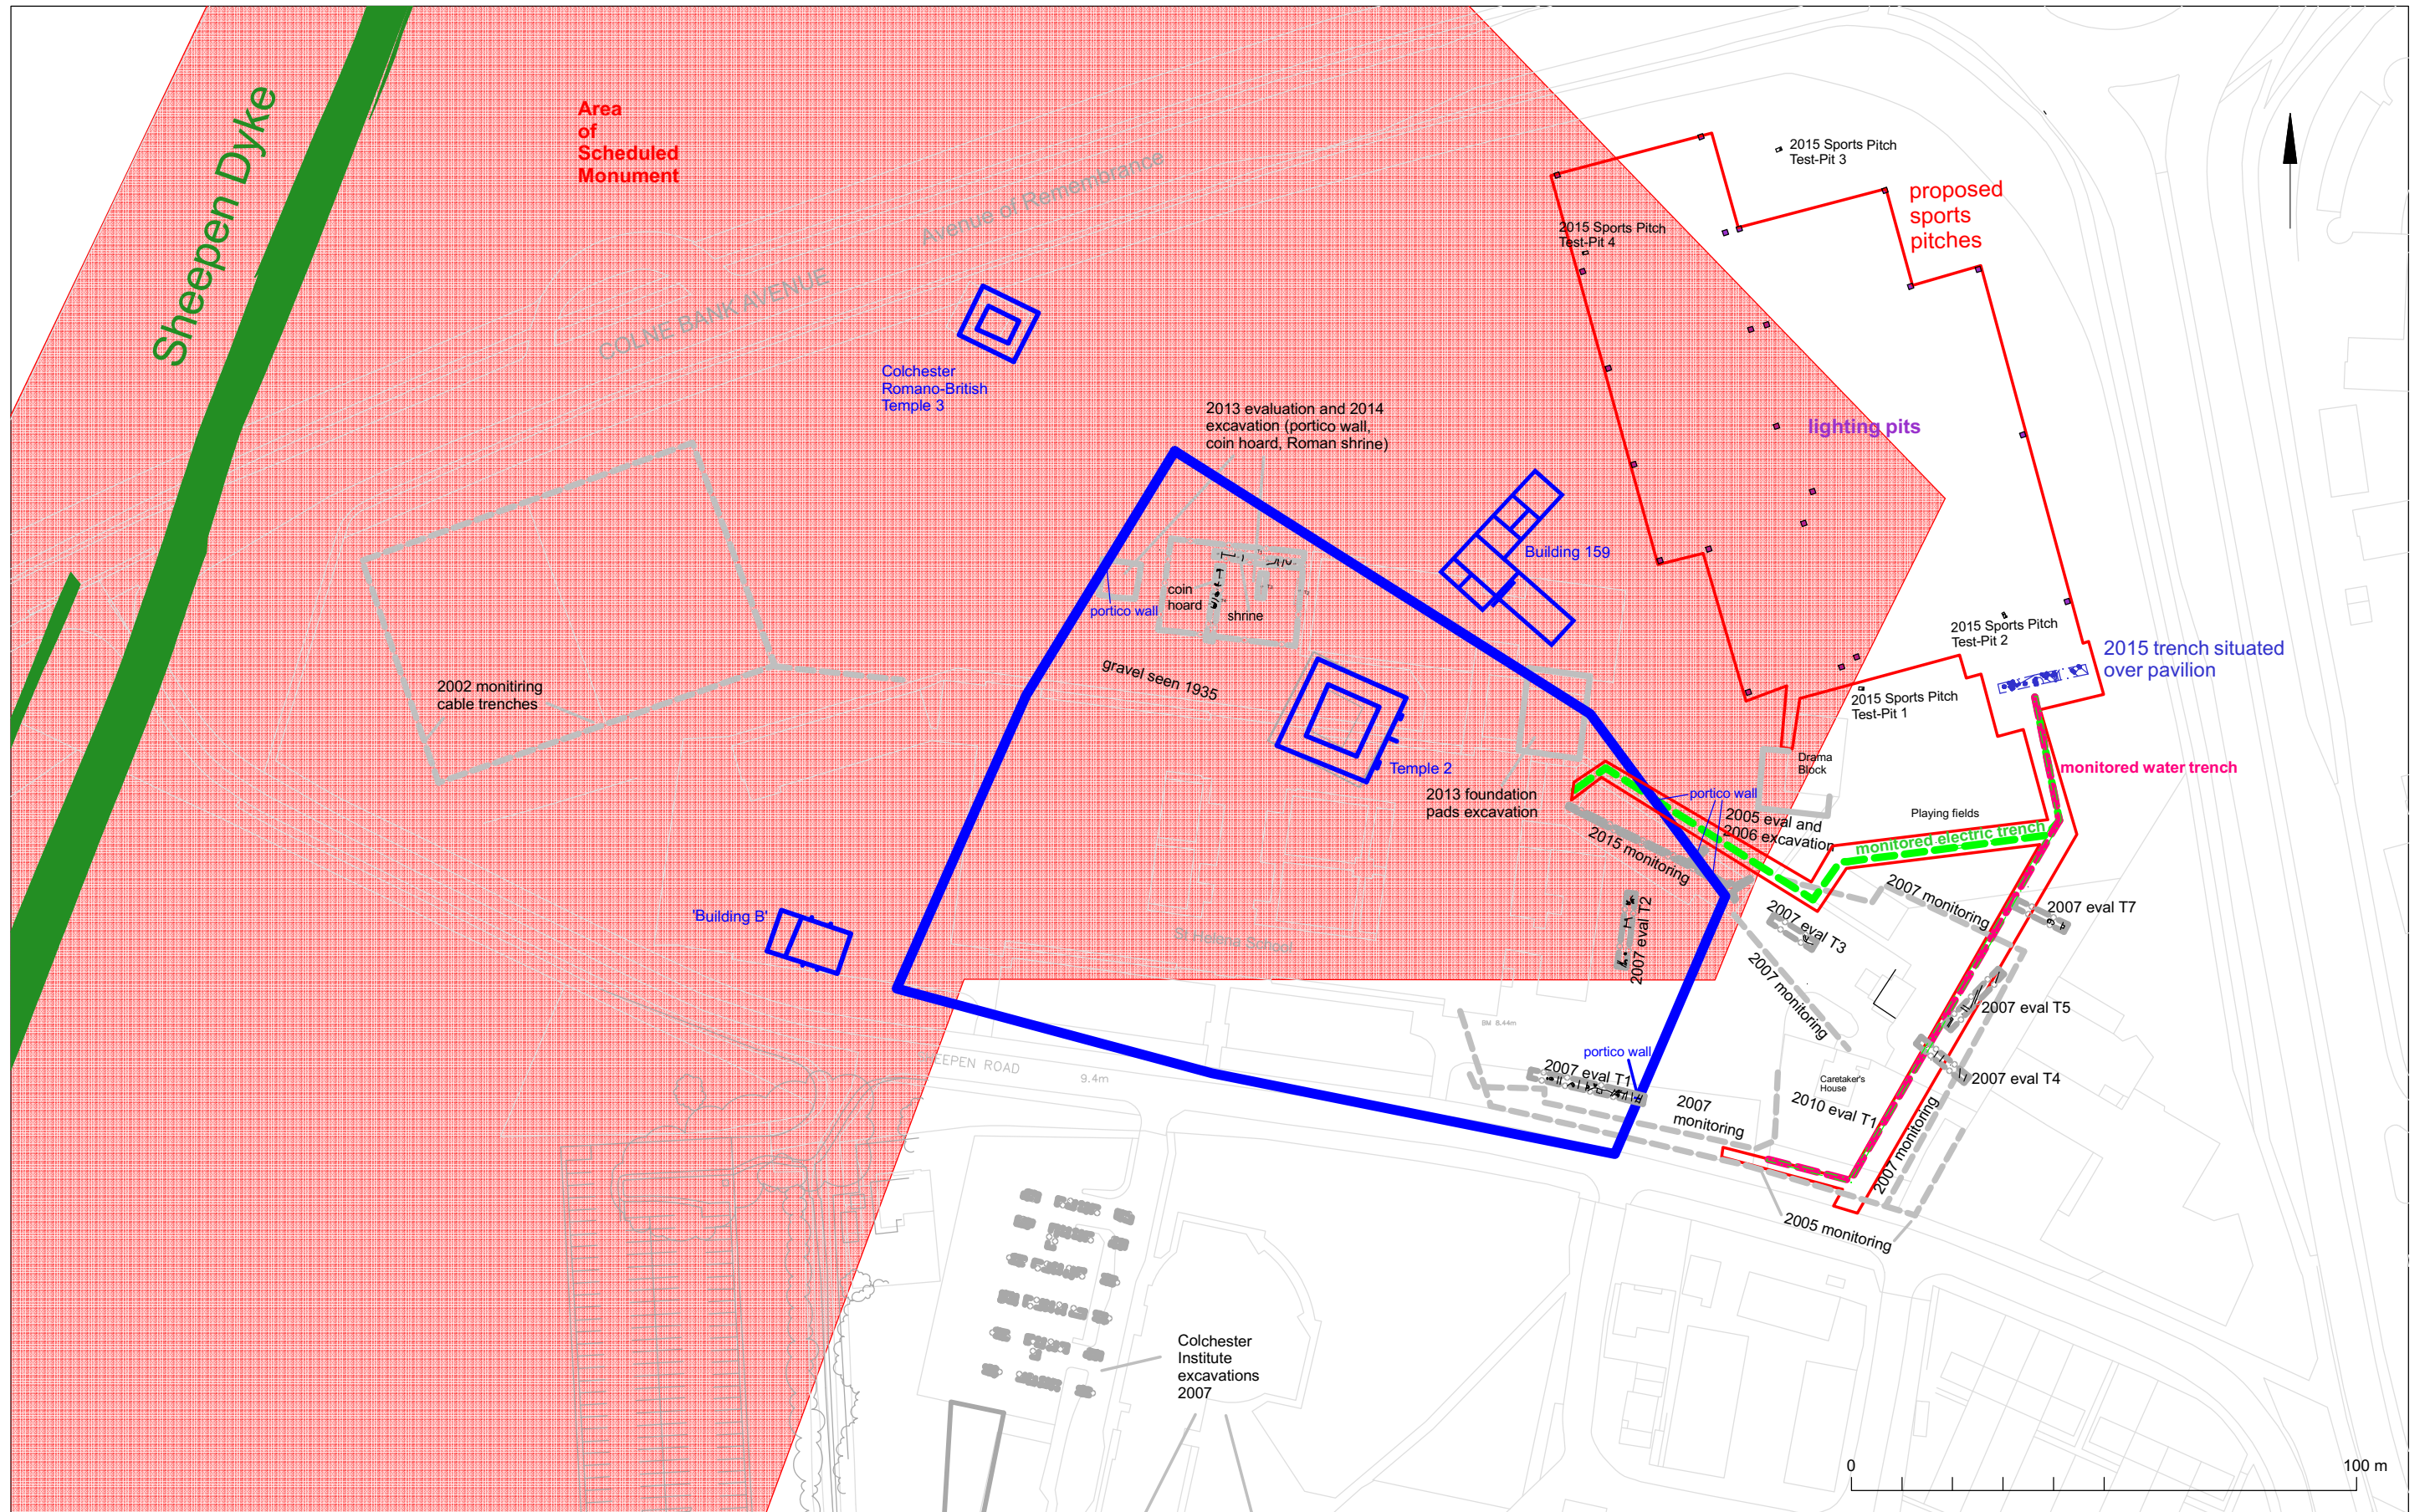 Sheepen Dyke
Area
of
Scheduled
Monument
Avenue of Remembrance
COLNE BANK AVENUE
2015 Sports Pitch
Test-Pit 3
proposed
sports
pitches
2015 Sports Pitch
Test-Pit 4
Colchester
Romano-British
Temple 3
2013 evaluation and 2014
excavation (portico wall,
coin hoard, Roman shrine)
lighting pits
Building 159
portico wall
coin
hoard
shrine
gravel seen 1935
2002 monitiring
cable trenches
2015 Sports Pitch
Test-Pit 2
2015 trench situated
over pavilion
2015 Sports Pitch
Test-Pit 1
Temple 2
Drama
Block
monitored water trench
2013 foundation
pads excavation
portico wall
2005 eval and
2006 excavation
Playing fields
monitored electric trench
2015 monitoring
2007 monitoring
2007 eval T7
2007 eval T3
2007 eval T2
'Building B'
St Helena School
2007 monitoring
2007 eval T5
BM 8.44m
portico wall
2007 eval T1
SHEEPEN ROAD
9.4m
Caretaker's
House
2007 eval T4
2010 eval T1
2007
monitoring
2007 monitoring
2005 monitoring
Colchester
Institute
excavations
2007
0
100 m